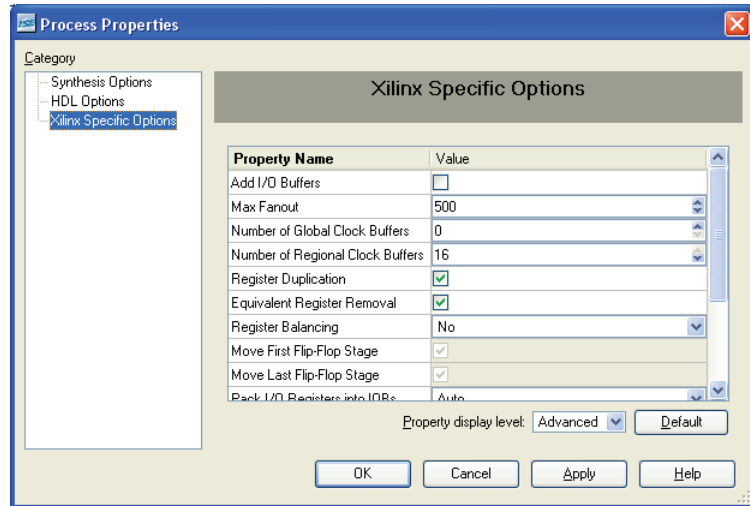 ISE Process Properties
Category
Synthesis Options
HDL Options
Xilinx Specific Options
Xilinx Specific Options
Property Name Value
Add I/O Buffers
Max Fanout 500
Number of Global Clock Buffers 0
Number of Regional Clock Buffers 16
Register Duplication
Equivalent Register Removal
Register Balancing No
Move First Flip-Flop Stage
Move Last Flip-Flop Stage
Pack I/O Registers into IOBs Auto
Property display level: Advanced Default
OK Cancel Apply Help